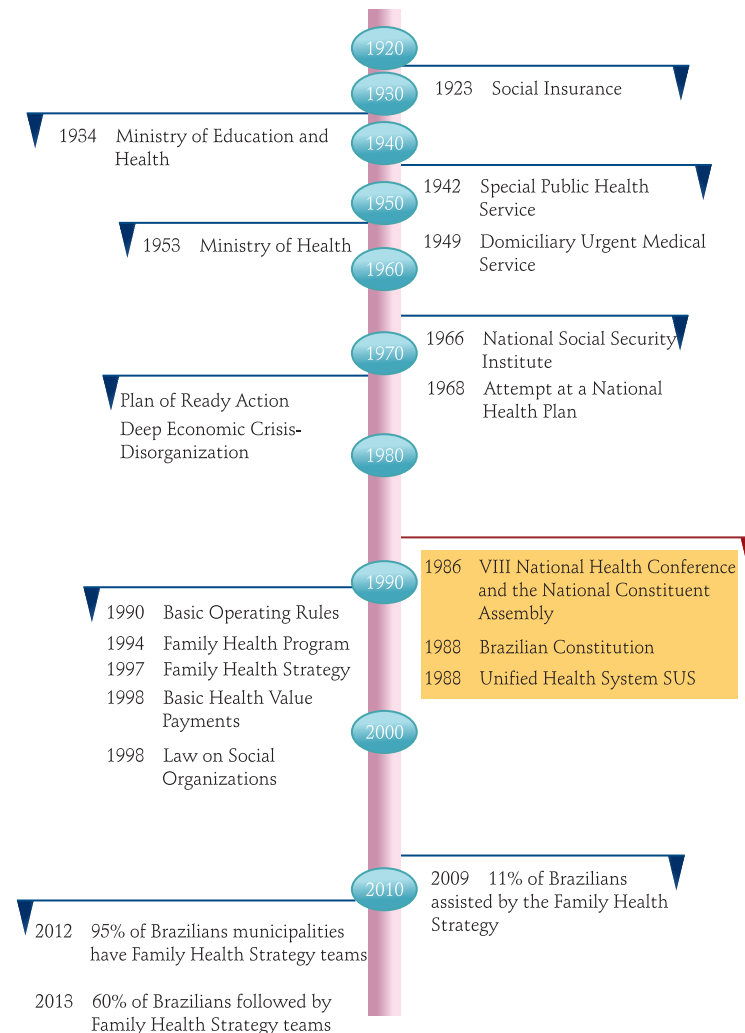 1920
1923 Social Insurance
1930
1934 Ministry of Education and
Health
1940
1942 Special Public Health
Service
1949 Domiciliary Urgent Medical
Service
1950
1953 Ministry of Health
1960
1966 National Social Security
Institute
1968 Attempt at a National
Health Plan
1970
Plan of Ready Action
Deep Economic Crisis-
Disorganization
1980
1986 VIII National Health Conference
and the National Constituent
Assembly
1988 Brazilian Constitution
1988 Unified Health System SUS
1990
1990 Basic Operating Rules
1994 Family Health Program
1997 Family Health Strategy
1998 Basic Health Value
Payments
1998 Law on Social
Organizations
2000
2009 11% of Brazilians
assisted by the Family Health
Strategy
2010
2012 95% of Brazilians municipalities
have Family Health Strategy teams
2013 60% of Brazilians followed by
Family Health Strategy teams